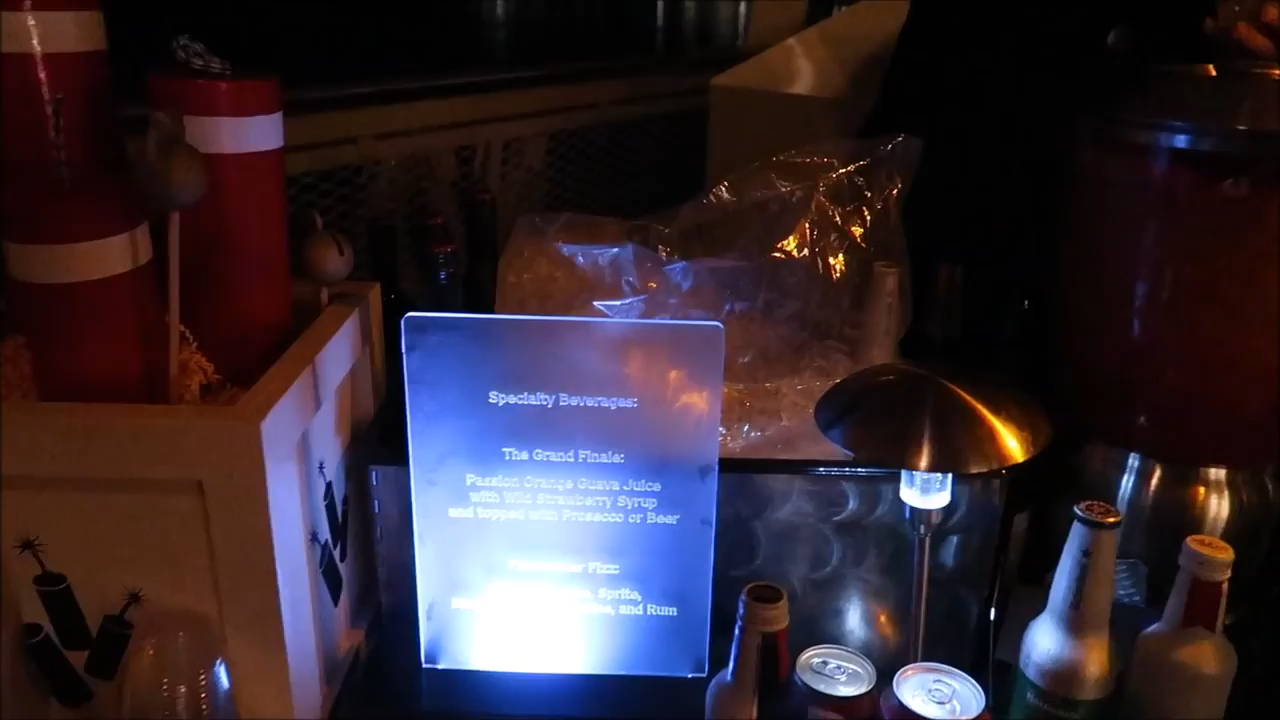 Specialty Beverages:
The Grand Finale:
Passion Orange Guava Juice
with Wild Strawberry Syrup
and topped with Prosecco or Beer
Fizz:
Sprite,
and Rum